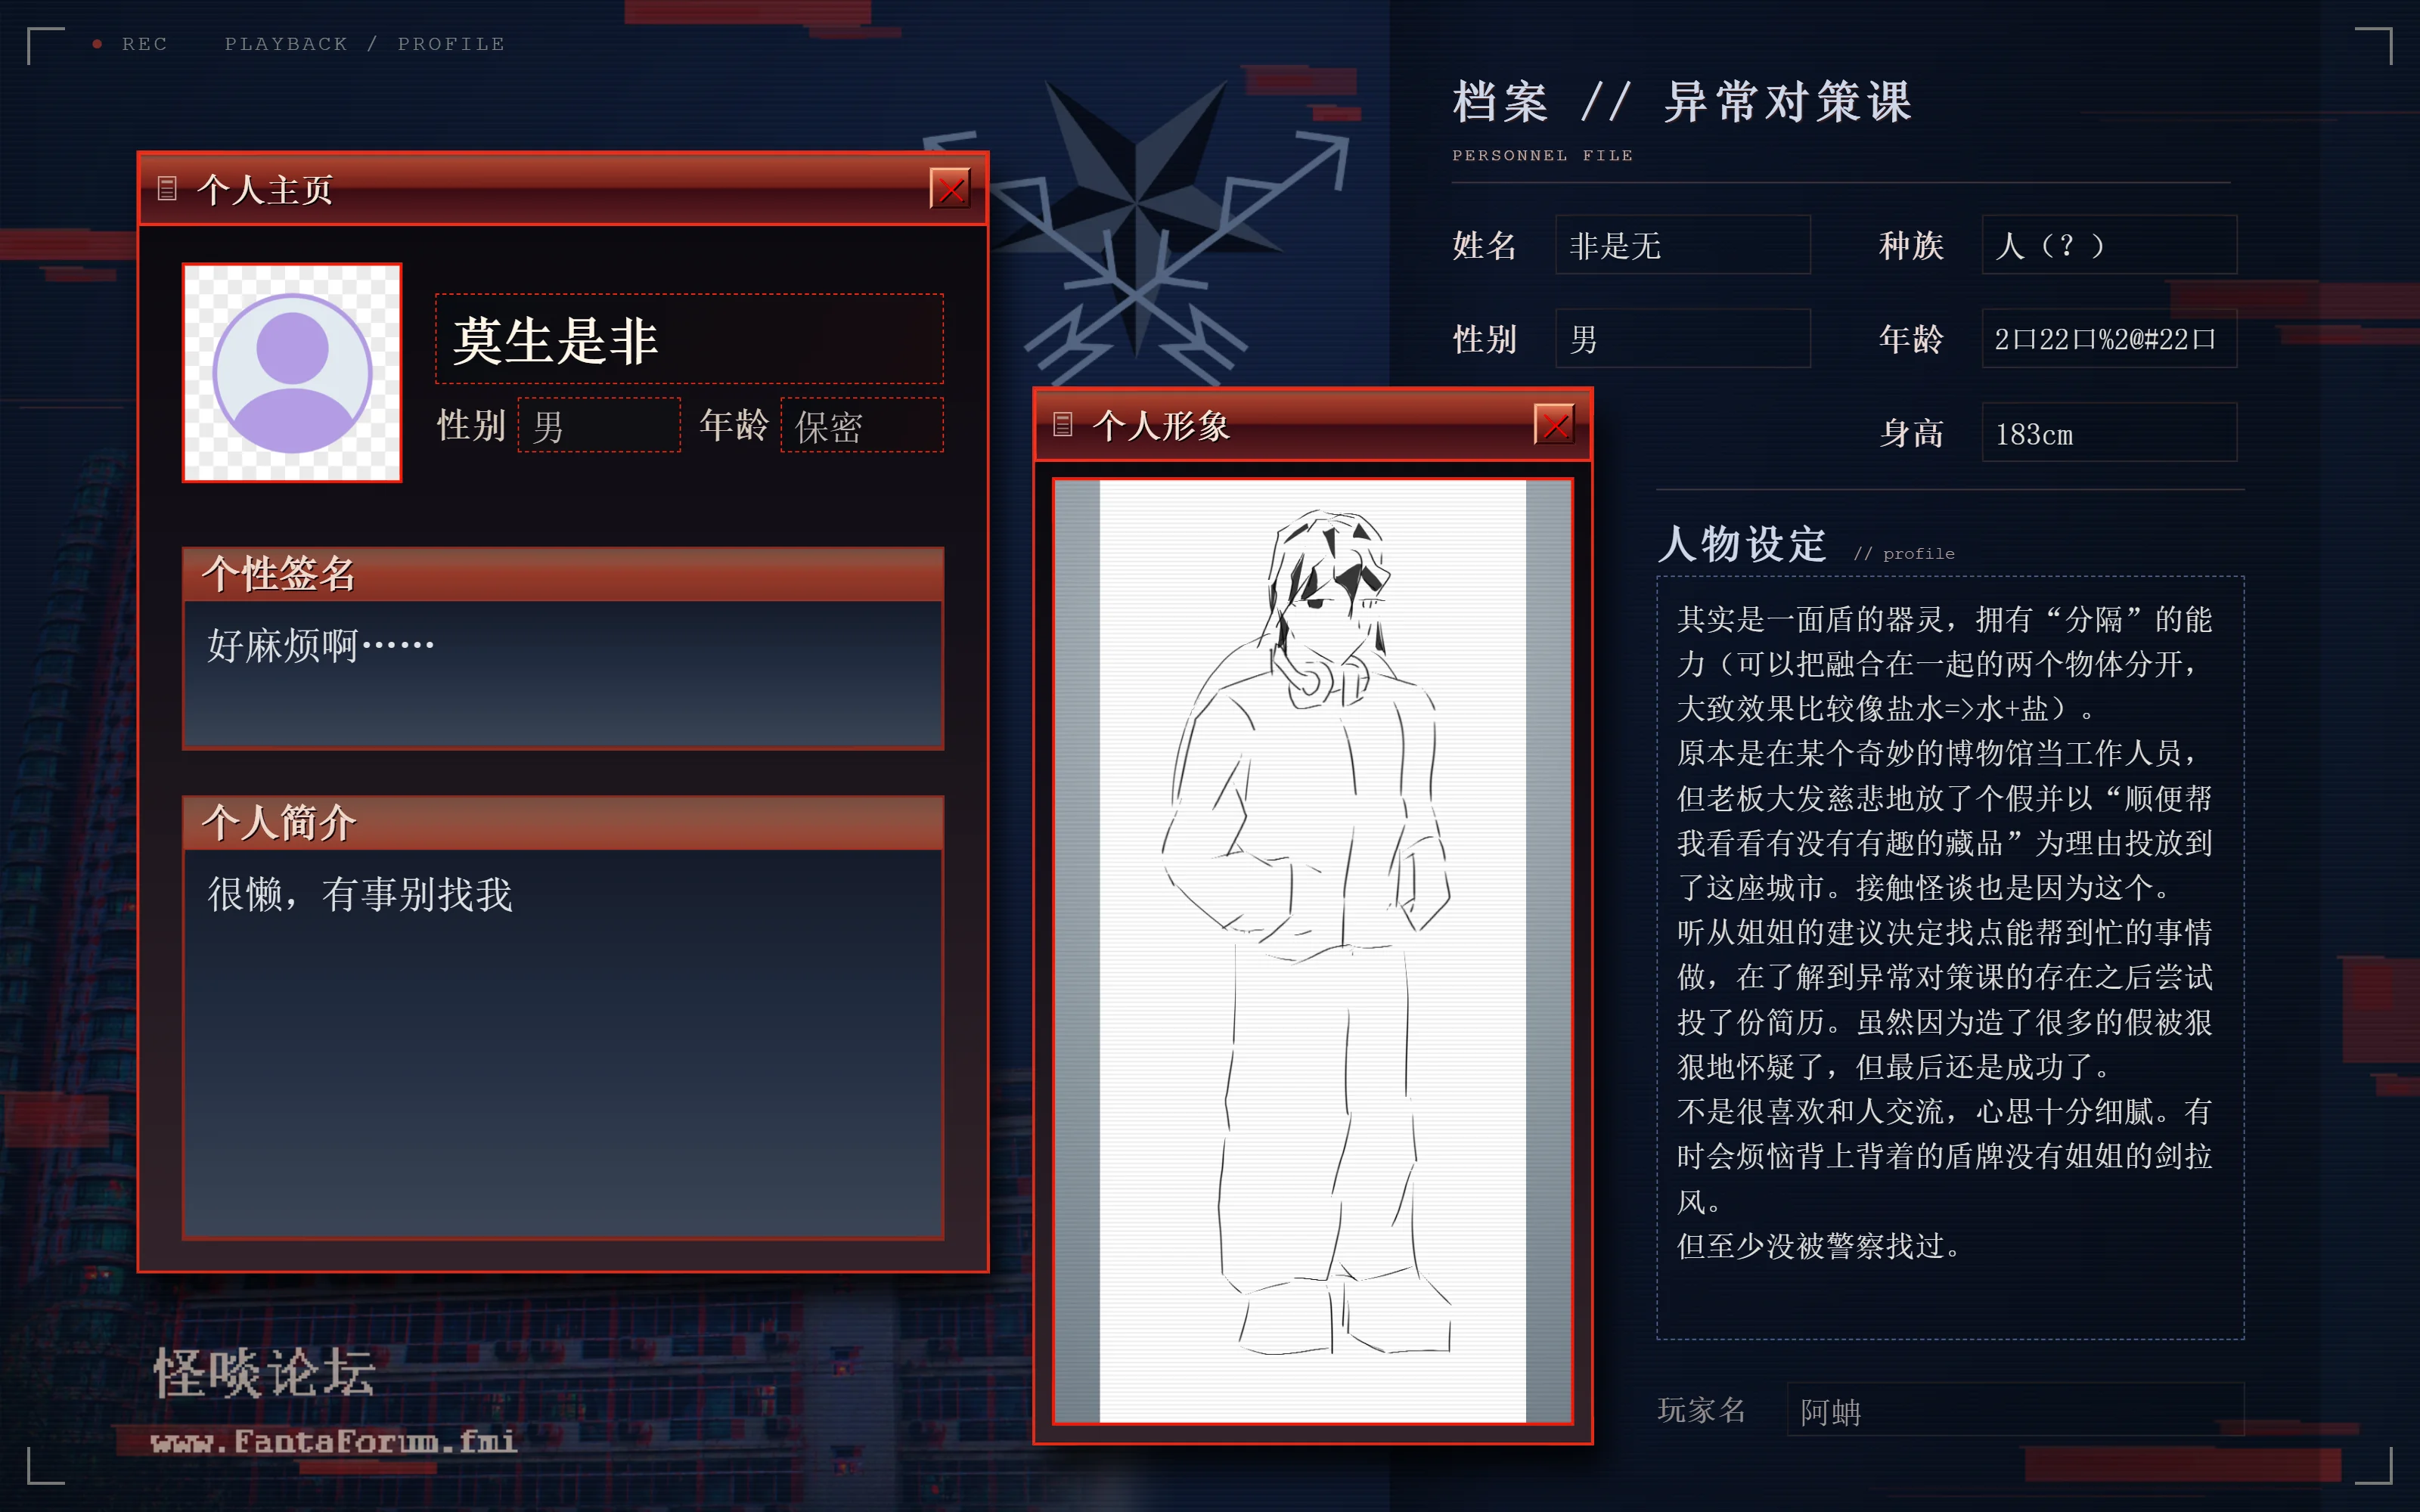 REC PLAYBACK / PROFILE
个人主页
莫生是非
性别 男 年龄 保密
个性签名
好麻烦啊……
个人简介
很懒，有事别找我
怪啖论坛
www.FantaForum.fmi
个人形象
档案 // 异常对策课
PERSONNEL FILE
姓名 非是无 种族 人（？）
性别 男 年龄 2口22口%2@#22口
身高 183cm
人物设定 // profile
其实是一面盾的器灵，拥有“分隔”的能
力（可以把融合在一起的两个物体分开，
大致效果比较像盐水=>水+盐）。
原本是在某个奇妙的博物馆当工作人员，
但老板大发慈悲地放了个假并以“顺便帮
我看看有没有有趣的藏品”为理由投放到
了这座城市。接触怪谈也是因为这个。
听从姐姐的建议决定找点能帮到忙的事情
做，在了解到异常对策课的存在之后尝试
投了份简历。虽然因为造了很多的假被狠
狠地怀疑了，但最后还是成功了。
不是很喜欢和人交流，心思十分细腻。有
时会烦恼背上背着的盾牌没有姐姐的剑拉
风。
但至少没被警察找过。
玩家名 阿蚺